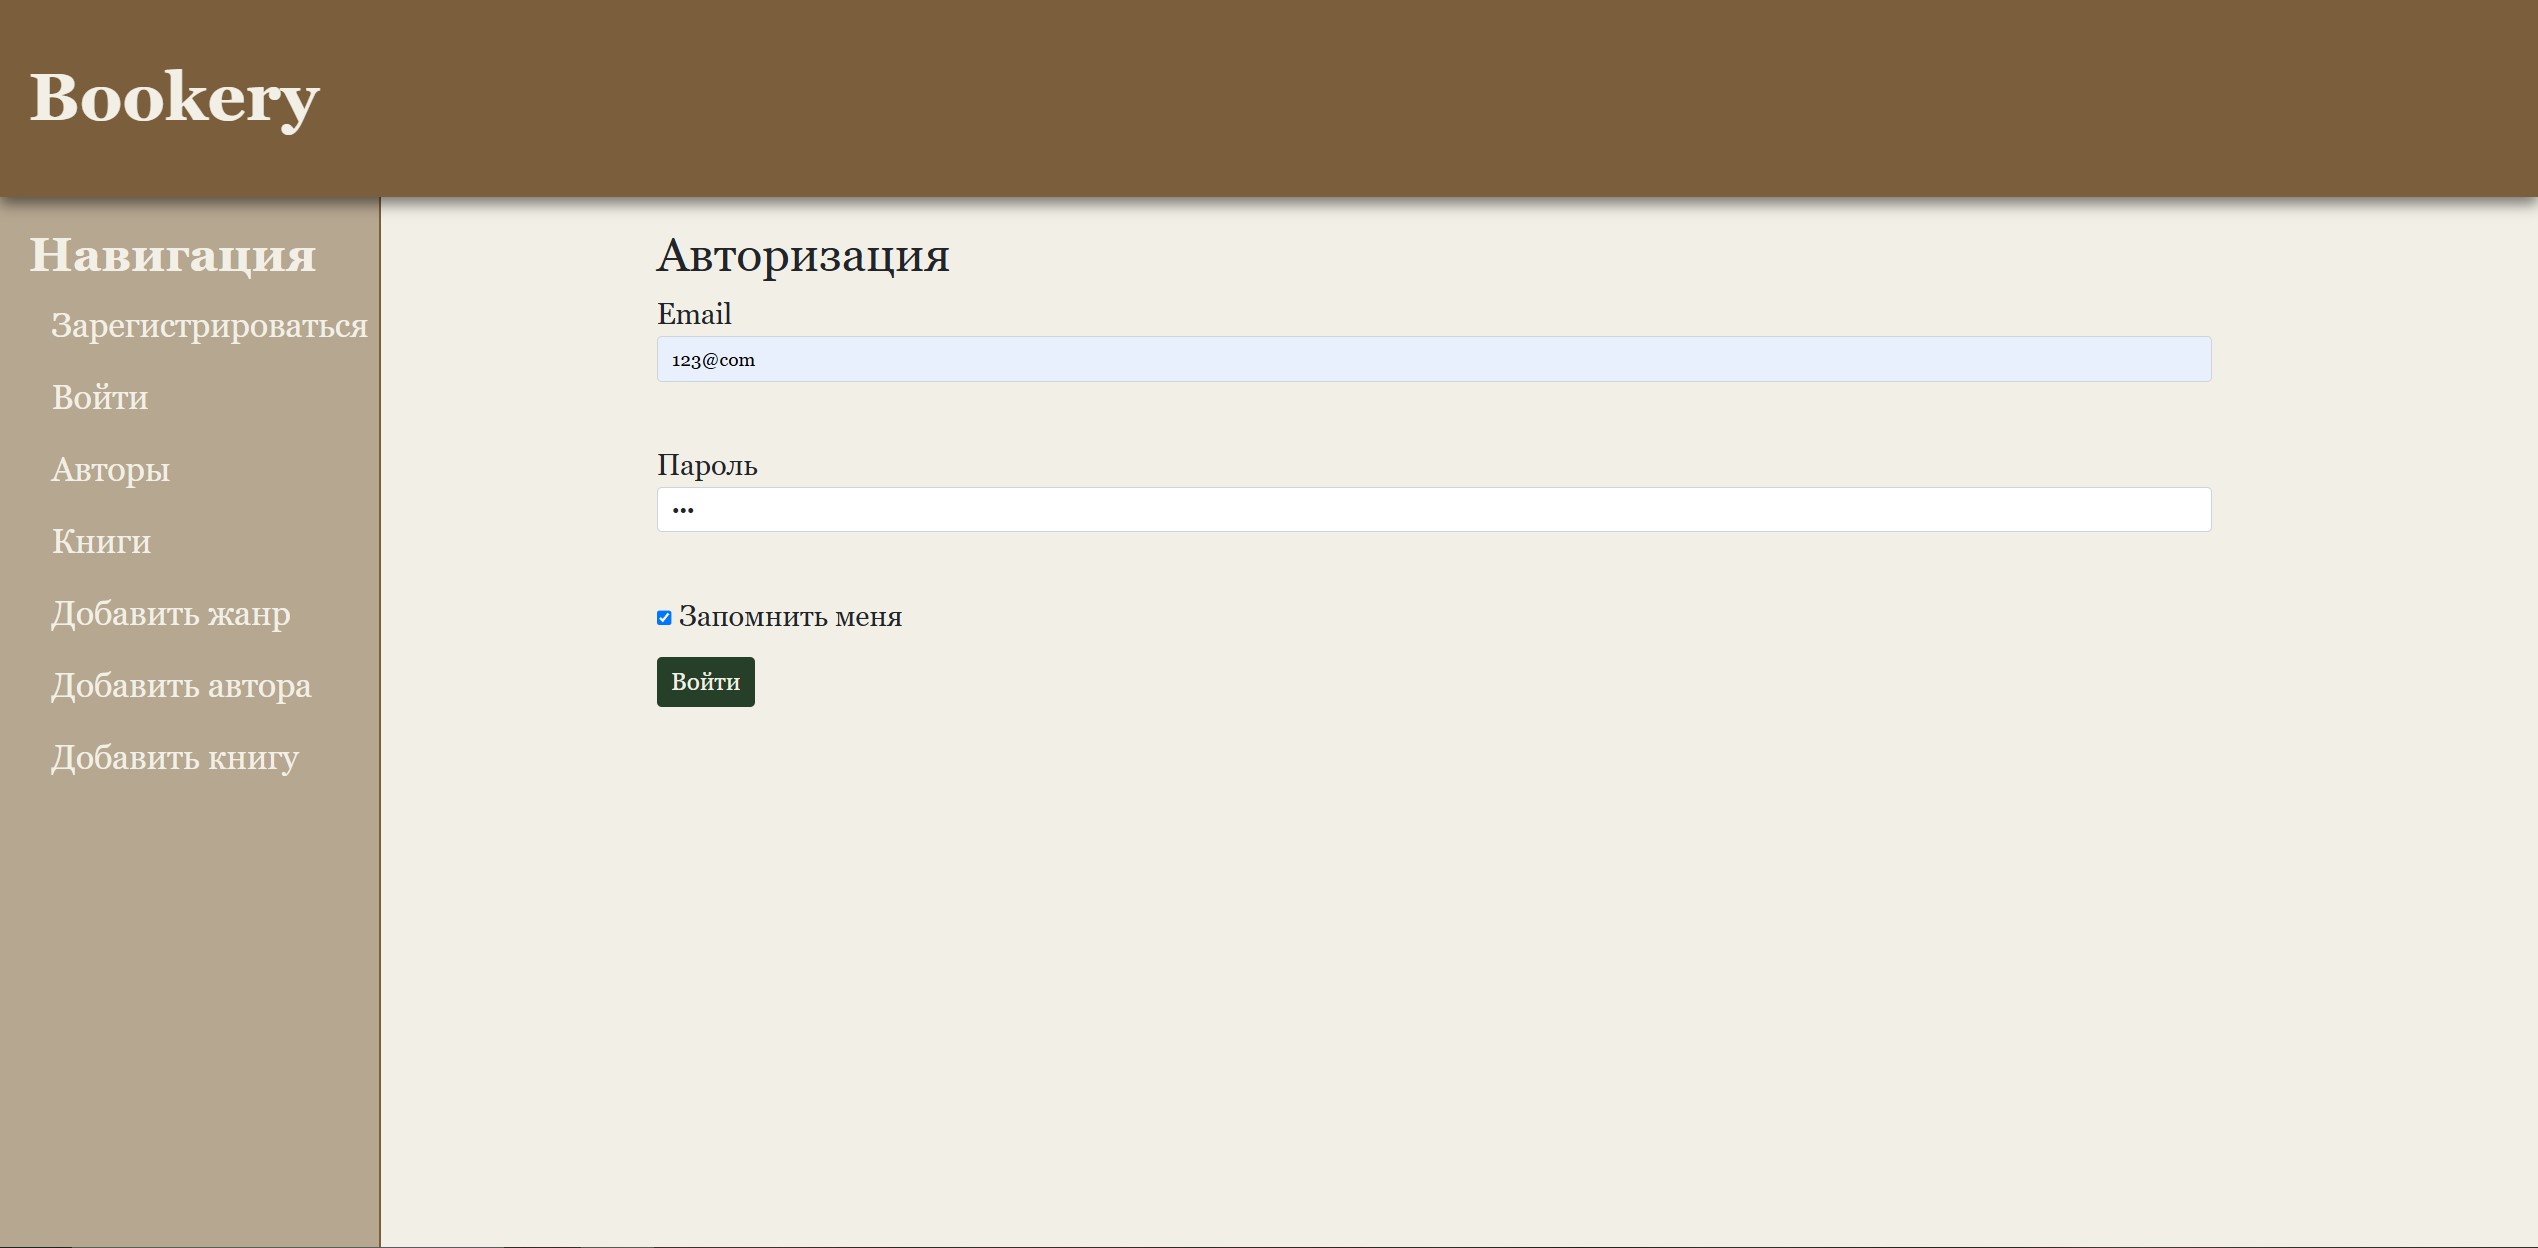 Bookery
Навигация
Зарегистрироваться
Войти
Авторы
Книги
Добавить жанр
Добавить автора
Добавить книгу
Авторизация
Email
123@com
Пароль
•••
Запомнить меня
Войти